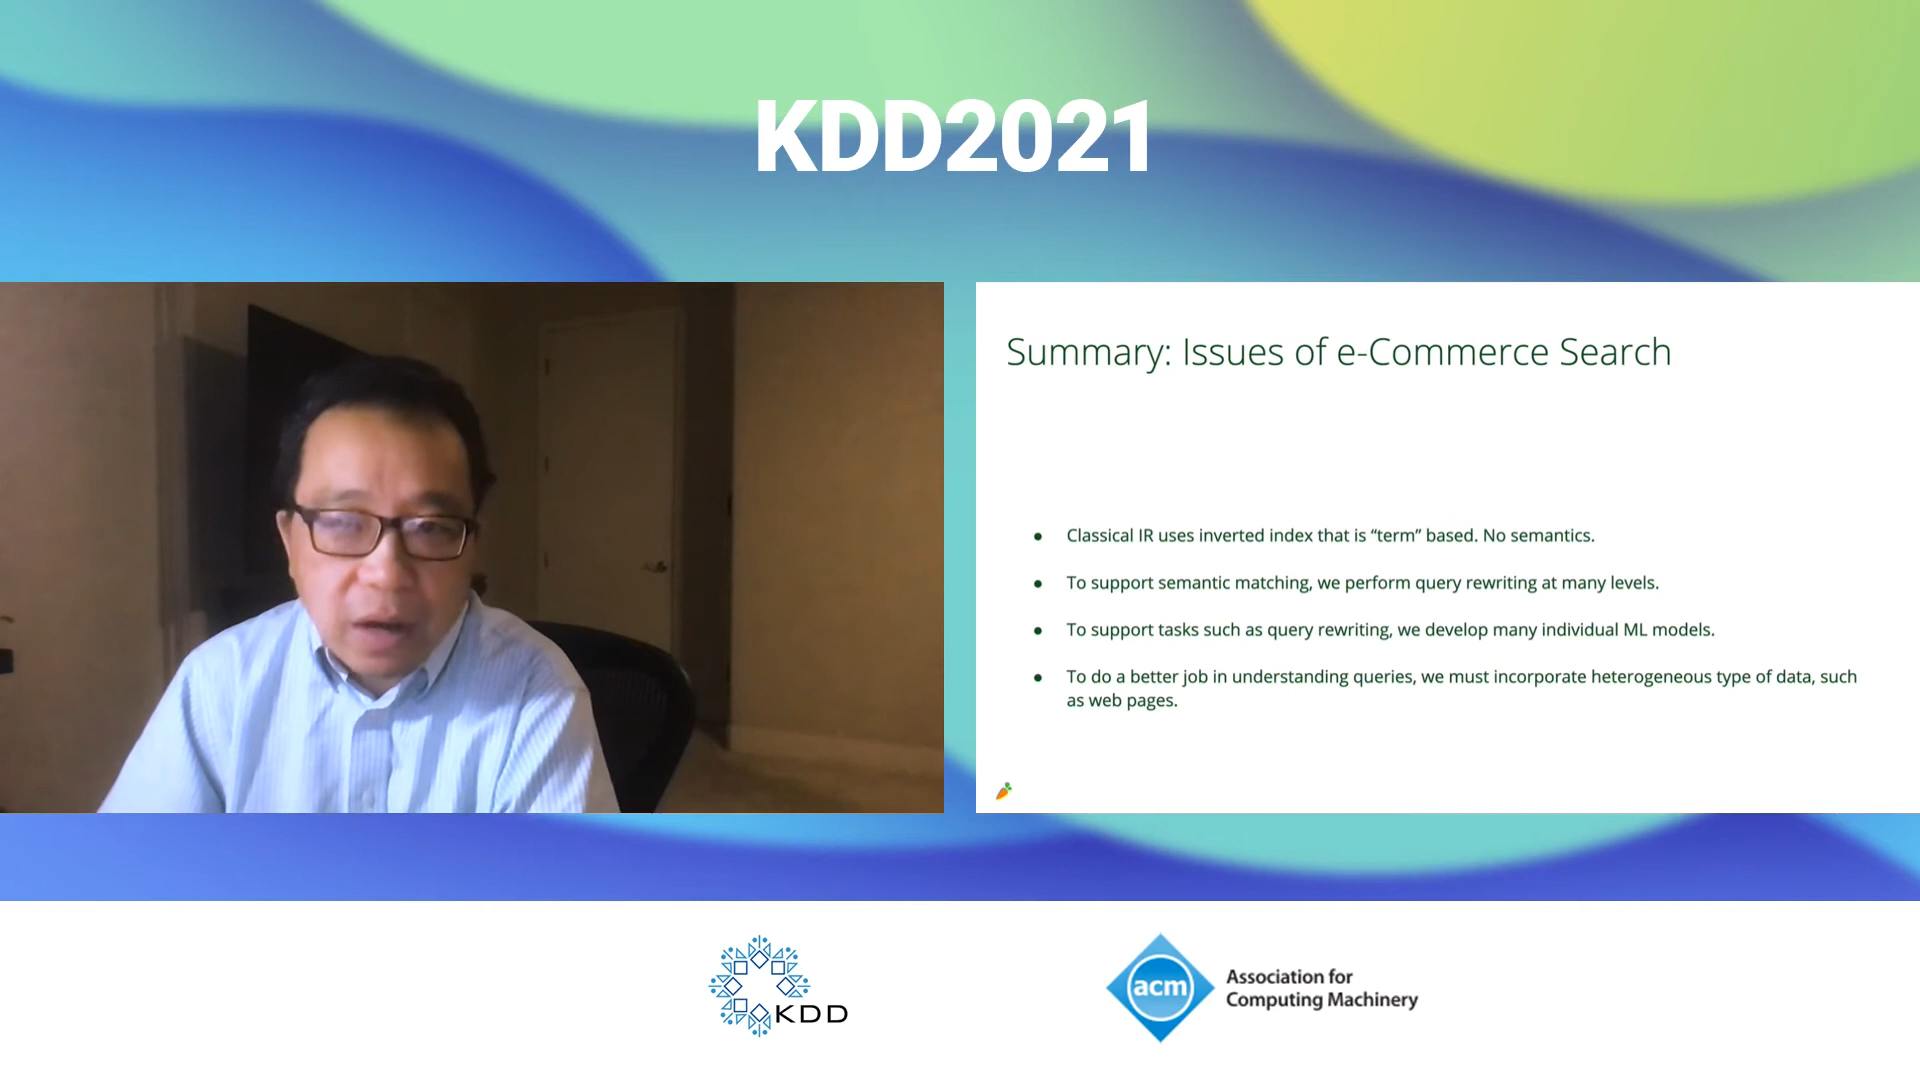 KDD2021
Summary: Issues of e-Commerce Search
● Classical IR uses inverted index that is “term” based. No semantics.
● To support semantic matching, we perform query rewriting at many levels.
● To support tasks such as query rewriting, we develop many individual ML models.
● To do a better job in understanding queries, we must incorporate heterogeneous type of data, such
as web pages.
KDD
acm
Association for
Computing Machinery